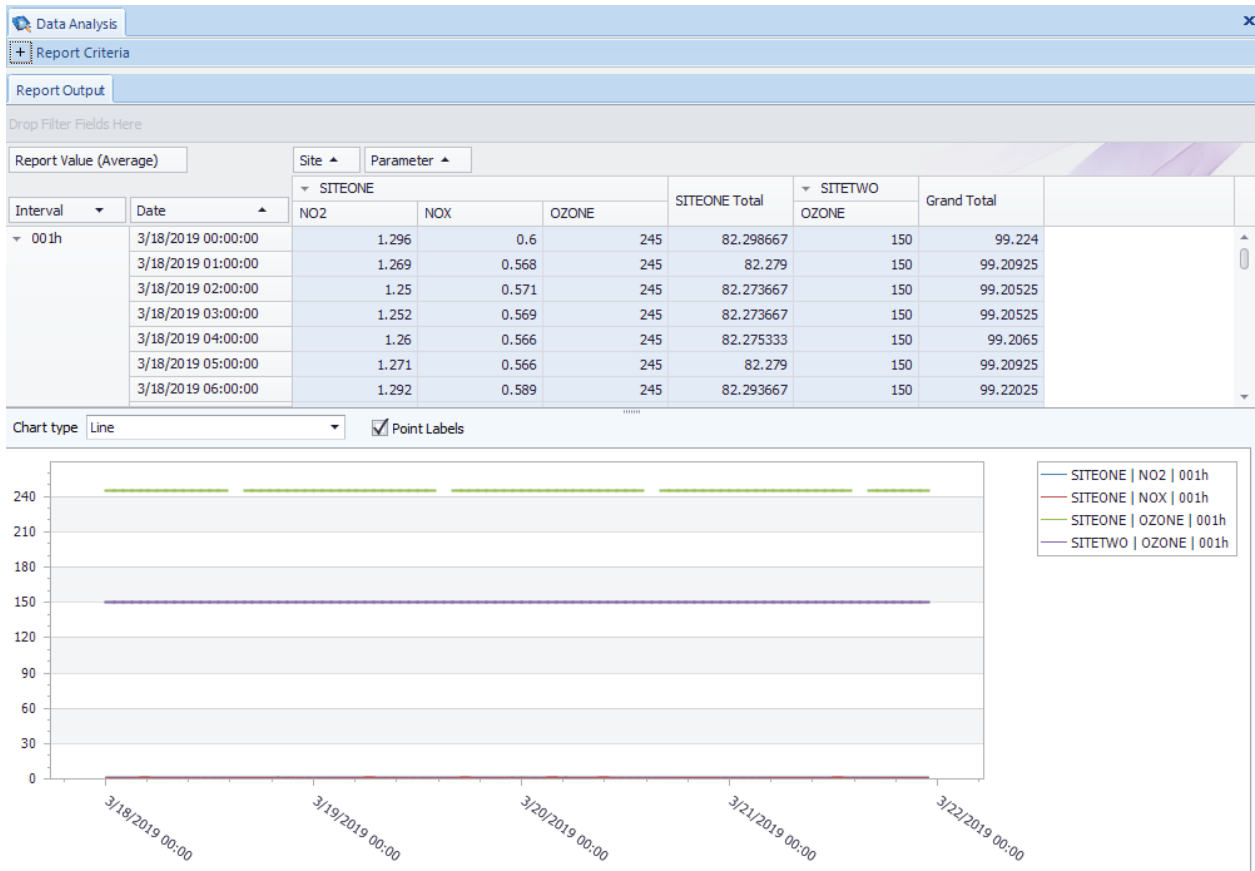 Data Analysis
x
+ Report Criteria
Report Output
Drop Filter Fields Here
Report Value (Average) Site Parameter
SITEONE SITEONE Total SITETWO Grand Total
Interval Date NO2 NOX OZONE OZONE
001h 3/18/2019 00:00:00 1.296 0.6 245 82.298667 150 99.224
3/18/2019 01:00:00 1.269 0.568 245 82.279 150 99.20925
3/18/2019 02:00:00 1.25 0.571 245 82.273667 150 99.20525
3/18/2019 03:00:00 1.252 0.569 245 82.273667 150 99.20525
3/18/2019 04:00:00 1.26 0.566 245 82.275333 150 99.2065
3/18/2019 05:00:00 1.271 0.566 245 82.279 150 99.20925
3/18/2019 06:00:00 1.292 0.589 245 82.293667 150 99.22025
Chart type Line Point Labels
SITEONE | NO2 | 001h
SITEONE | NOX | 001h
SITEONE | OZONE | 001h
SITETWO | OZONE | 001h
240
210
180
150
120
90
60
30
0
3/18/2019 00:00
3/19/2019 00:00
3/20/2019 00:00
3/21/2019 00:00
3/22/2019 00:00